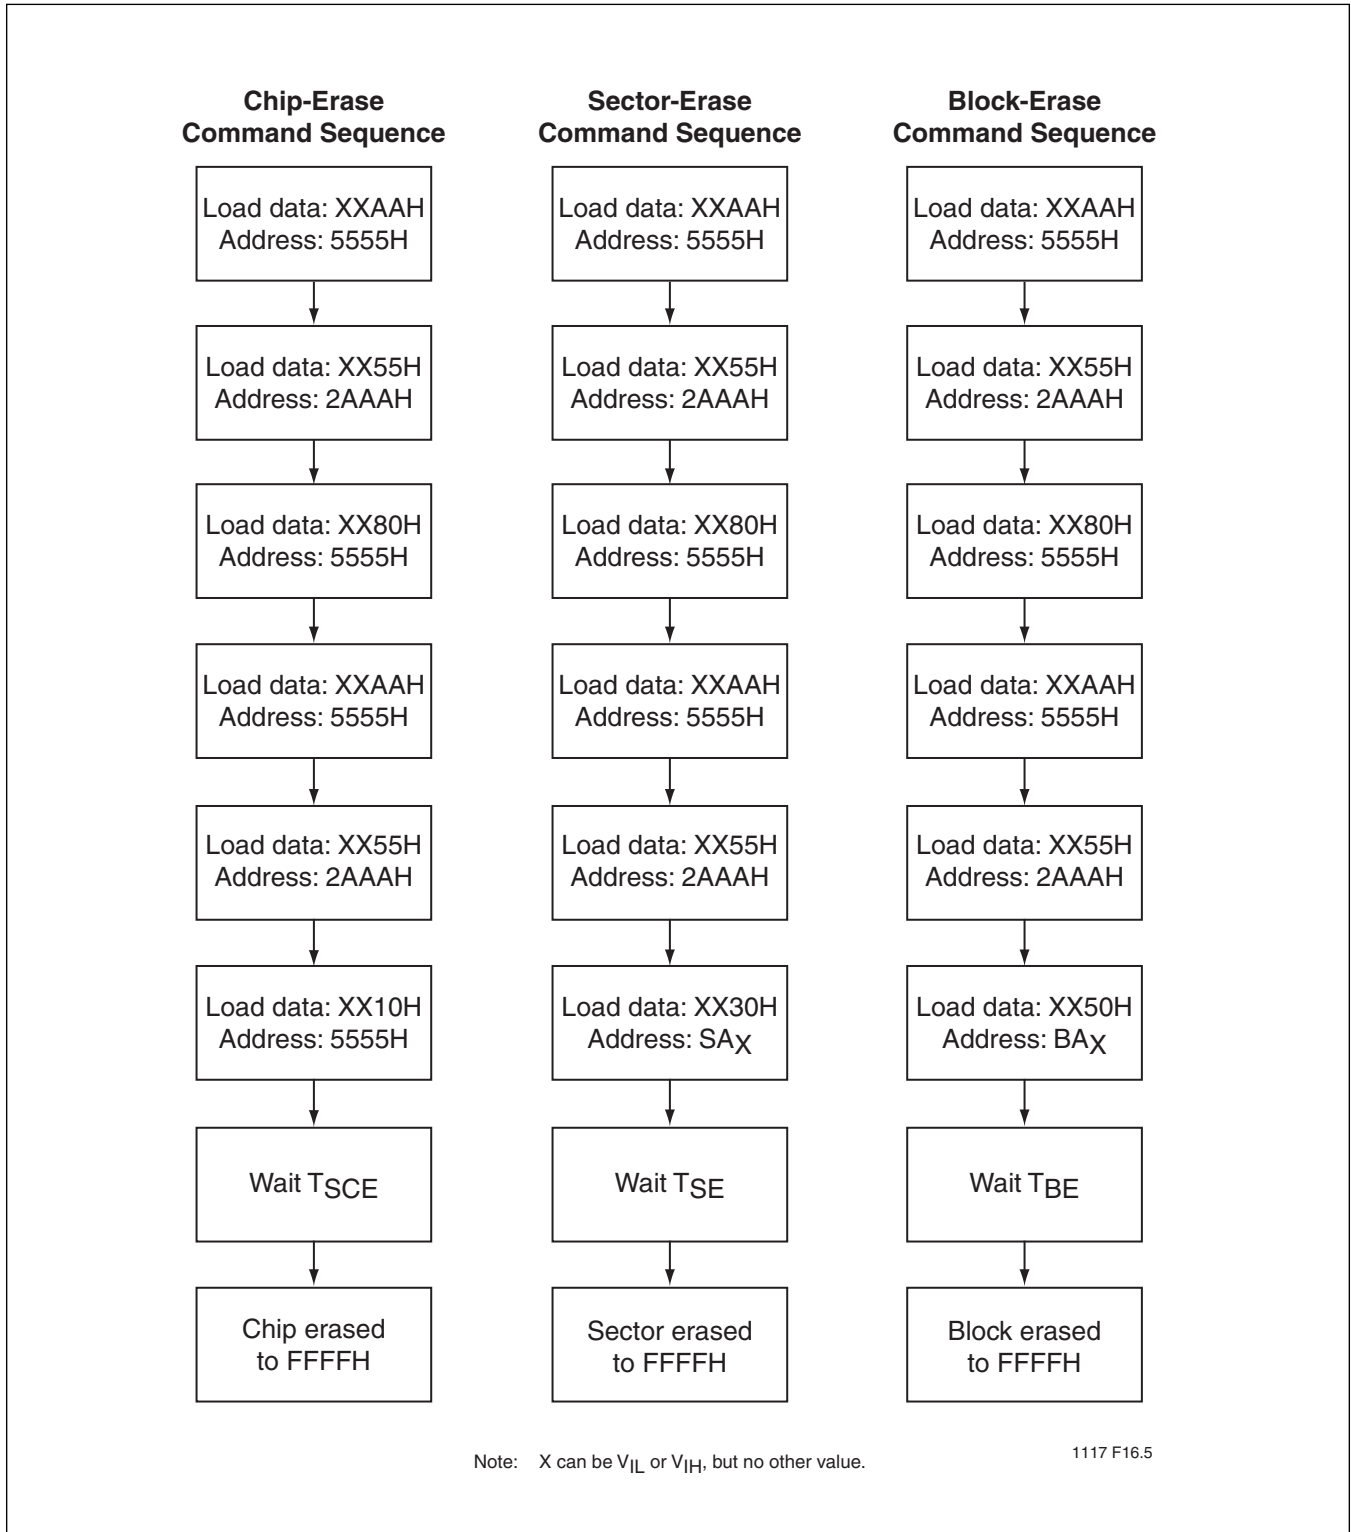 Chip-Erase
Command Sequence
Load data: XXAAH
Address: 5555H
Load data: XX55H
Address: 2AAAH
Load data: XX80H
Address: 5555H
Load data: XXAAH
Address: 5555H
Load data: XX55H
Address: 2AAAH
Load data: XX10H
Address: 5555H
Wait TSCE
Chip erased
to FFFFH
Sector-Erase
Command Sequence
Load data: XXAAH
Address: 5555H
Load data: XX55H
Address: 2AAAH
Load data: XX80H
Address: 5555H
Load data: XXAAH
Address: 5555H
Load data: XX55H
Address: 2AAAH
Load data: XX30H
Address: SAX
Wait TSE
Sector erased
to FFFFH
Block-Erase
Command Sequence
Load data: XXAAH
Address: 5555H
Load data: XX55H
Address: 2AAAH
Load data: XX80H
Address: 5555H
Load data: XXAAH
Address: 5555H
Load data: XX55H
Address: 2AAAH
Load data: XX50H
Address: BAX
Wait TBE
Block erased
to FFFFH
Note: X can be VIL or VIH, but no other value.
1117 F16.5